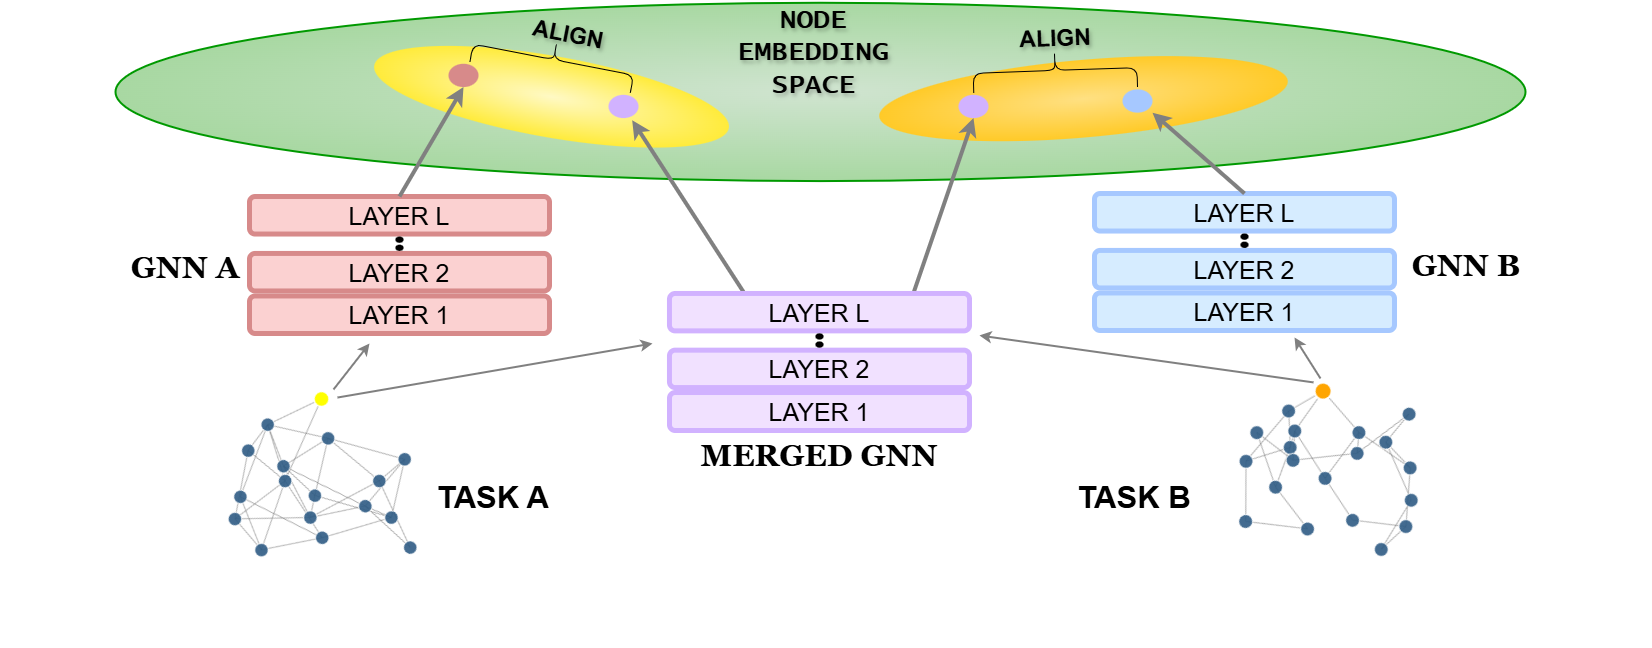 NODE
EMBEDDING
SPACE
ALIGN
ALIGN
GNN A
LAYER L
LAYER 2
LAYER 1
LAYER L
LAYER 2
LAYER 1
MERGED GNN
LAYER L
LAYER 2
LAYER 1
GNN B
TASK A
TASK B